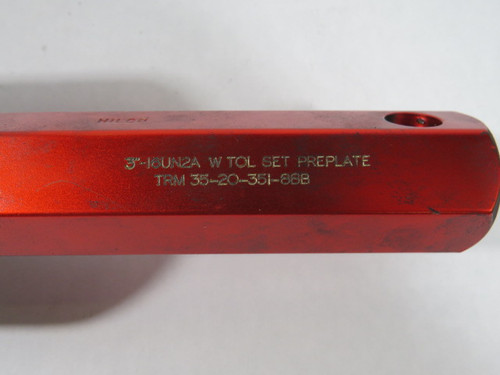 3"-16UN2A W TOL SET PREPLATE
TRM 35-20-351-88B